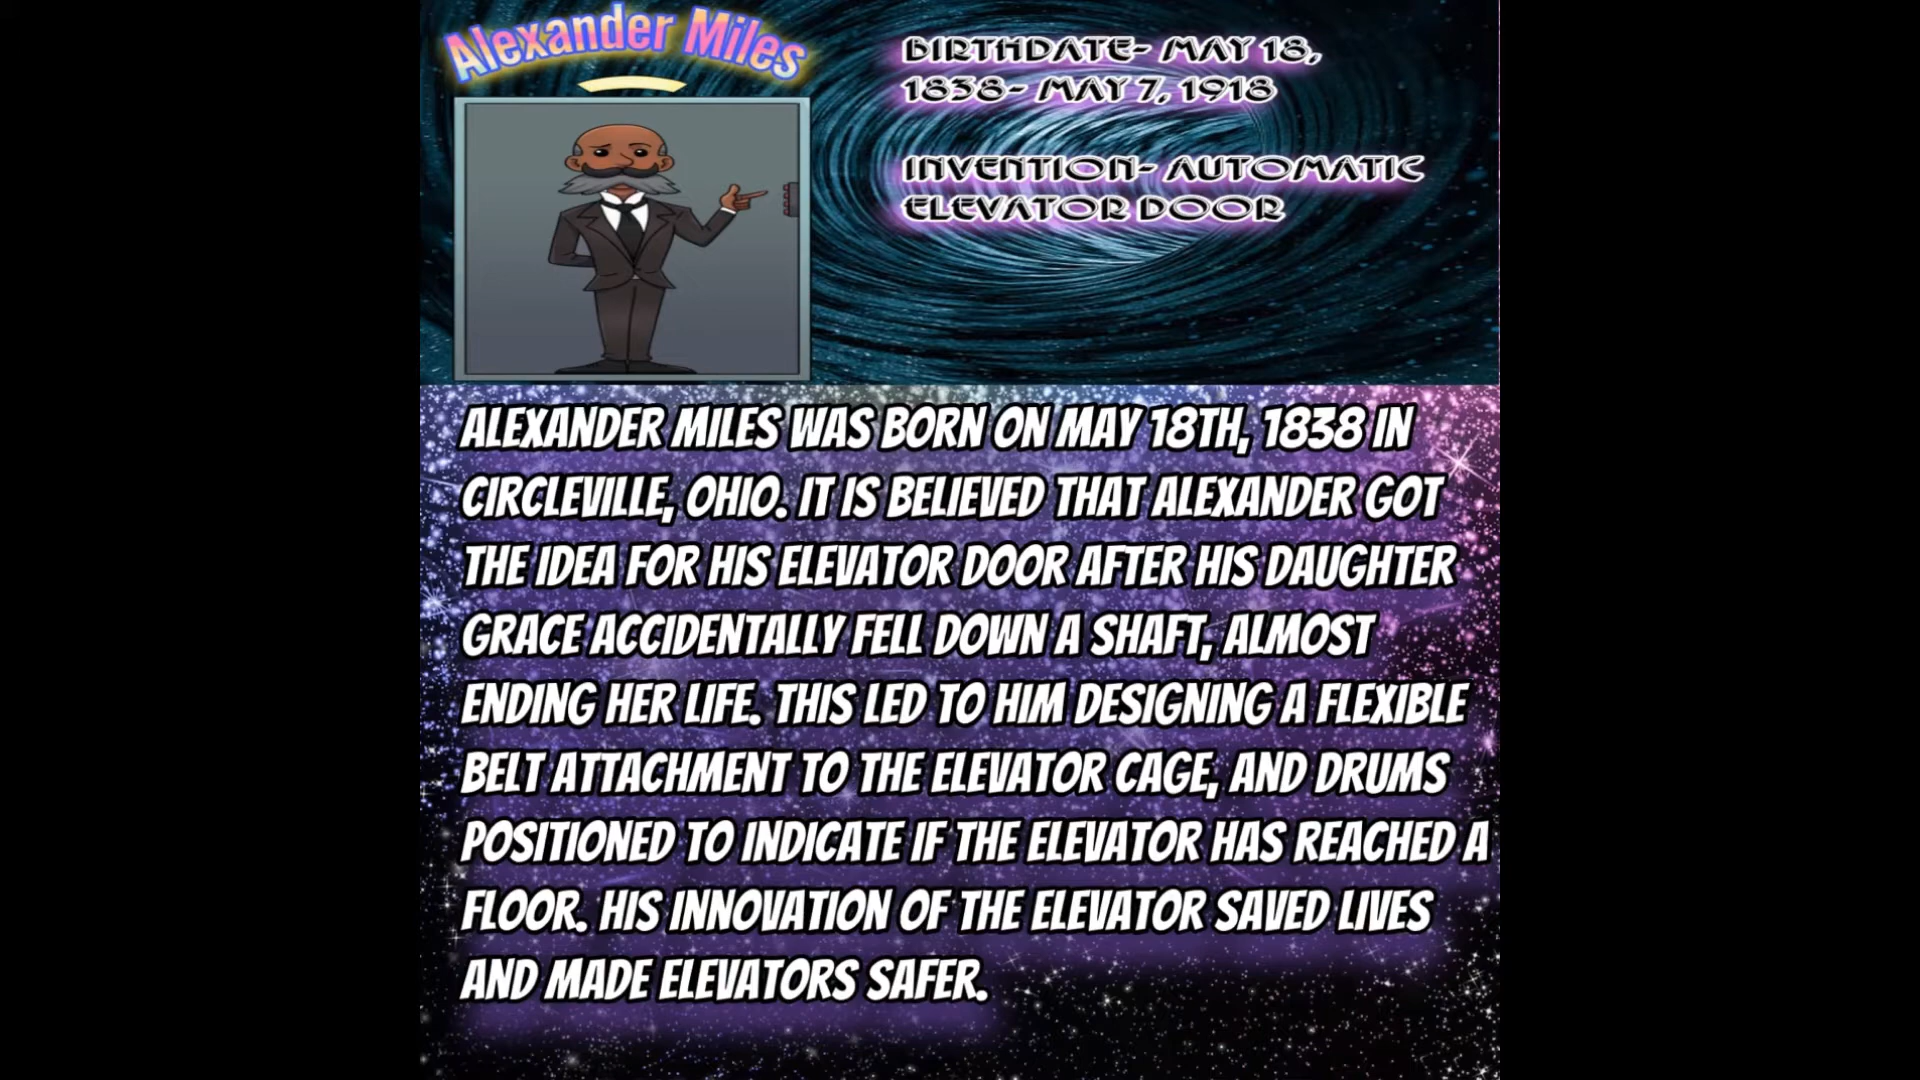 Alexander Miles
BIRTHDATE- MAY 18,
1838- MAY 7, 1918
INVENTION- AUTOMATIC
ELEVATOR DOOR
ALEXANDER MILES WAS BORN ON MAY 18TH, 1838 IN
CIRCLEVILLE, OHIO. IT IS BELIEVED THAT ALEXANDER GOT
THE IDEA FOR HIS ELEVATOR DOOR AFTER HIS DAUGHTER
GRACE ACCIDENTALLY FELL DOWN A SHAFT, ALMOST
ENDING HER LIFE. THIS LED TO HIM DESIGNING A FLEXIBLE
BELT ATTACHMENT TO THE ELEVATOR CAGE, AND DRUMS
POSITIONED TO INDICATE IF THE ELEVATOR HAS REACHED A
FLOOR. HIS INNOVATION OF THE ELEVATOR SAVED LIVES
AND MADE ELEVATORS SAFER.